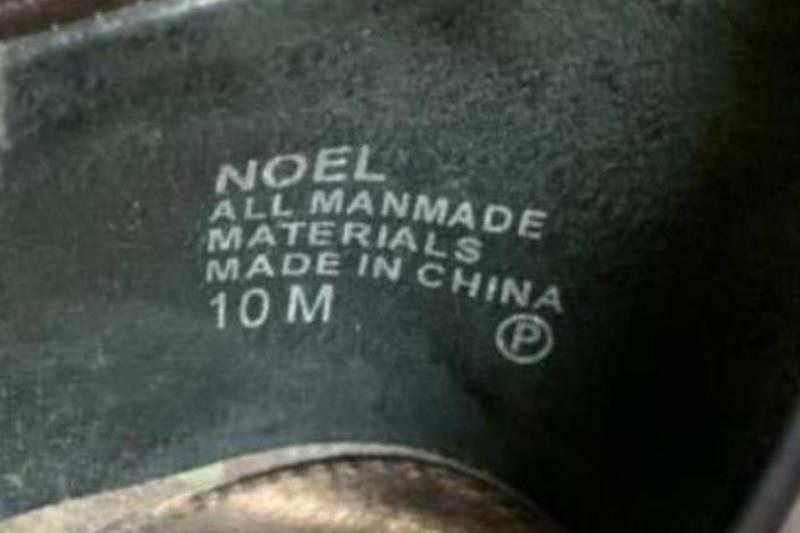 NOEL
ALL MANMADE
MATERIALS
MADE IN CHINA
10 M
P